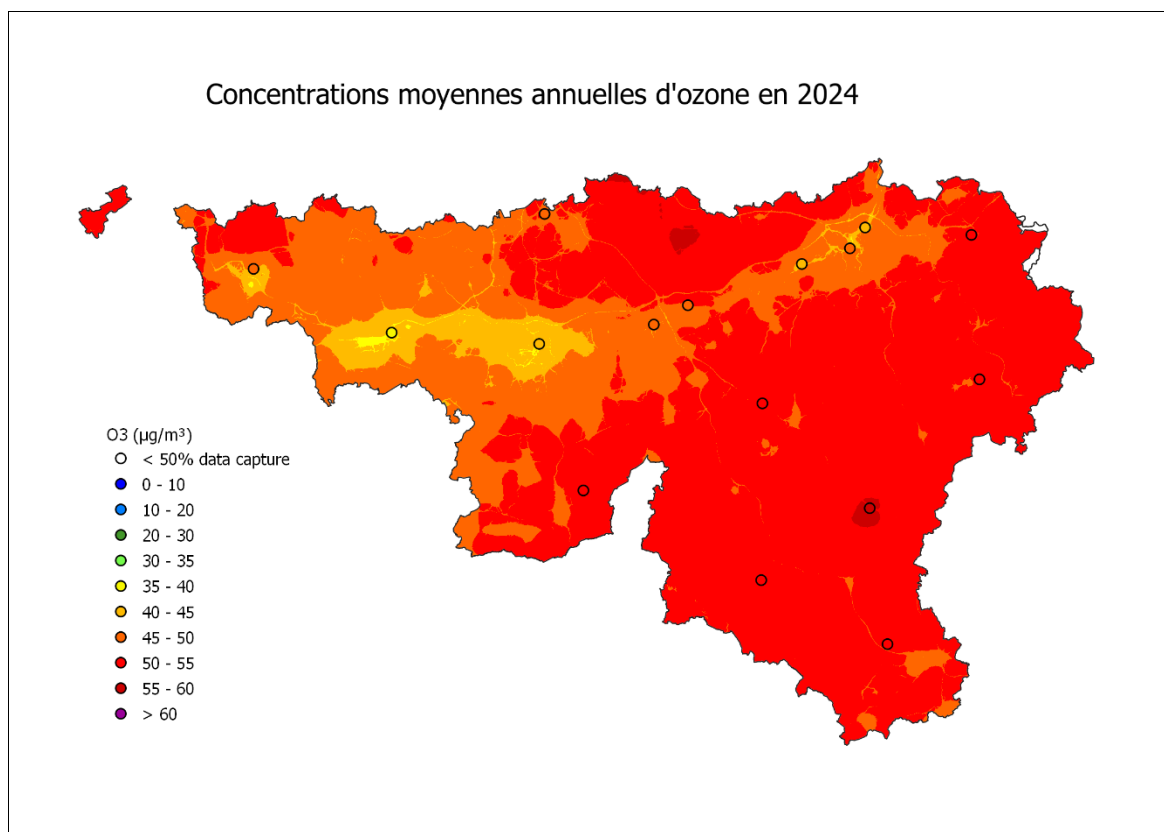 Concentrations moyennes annuelles d'ozone en 2024
O3 (µg/m³)
< 50% data capture
0 - 10
10 - 20
20 - 30
30 - 35
35 - 40
40 - 45
45 - 50
50 - 55
55 - 60
> 60